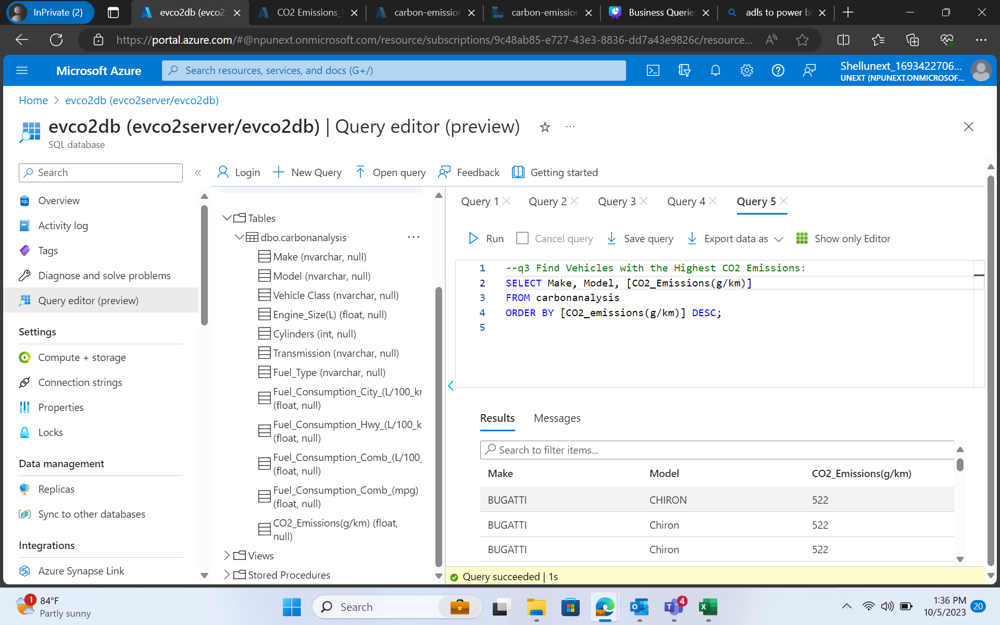 InPrivate (2)
evco2db (evco2
CO2 Emissions_
carbon-emission
carbon-emission
Business Querie
adls to power bi
https://portal.azure.com/#@npunext.onmicrosoft.com/resource/subscriptions/9c48ab85-e727-43e3-8836-dd7a43e9826c/resource...
Microsoft Azure
Search resources, services, and docs (G+/)
Shellunext_1693422706...
UNEXT (NPUNEXT.ONMICROSOF...
Home > evco2db (evco2server/evco2db)
evco2db (evco2server/evco2db) | Query editor (preview)
SQL database
Search
Login
New Query
Open query
Feedback
Getting started
Overview
Activity log
Tags
Diagnose and solve problems
Query editor (preview)
Settings
Compute + storage
Connection strings
Properties
Locks
Data management
Replicas
Sync to other databases
Integrations
Azure Synapse Link
Tables
dbo.carbonanalysis
Make (nvarchar, null)
Model (nvarchar, null)
Vehicle Class (nvarchar, null)
Engine_Size(L) (float, null)
Cylinders (int, null)
Transmission (nvarchar, null)
Fuel_Type (nvarchar, null)
Fuel_Consumption_City_(L/100_kr
(float, null)
Fuel_Consumption_Hwy_(L/100_k
(float, null)
Fuel_Consumption_Comb_(L/100_
(float, null)
Fuel_Consumption_Comb_(mpg)
(float, null)
CO2_Emissions(g/km) (float,
null)
Views
Stored Procedures
Query 1
Query 2
Query 3
Query 4
Query 5
Run
Cancel query
Save query
Export data as
Show only Editor
1 --q3 Find Vehicles with the Highest CO2 Emissions:
2 SELECT Make, Model, [CO2_Emissions(g/km)]
3 FROM carbonanalysis
4 ORDER BY [CO2_emissions(g/km)] DESC;
5
Results
Messages
Search to filter items...
Make Model CO2_Emissions(g/km)
BUGATTI CHIRON 522
BUGATTI Chiron 522
BUGATTI Chiron 522
Query succeeded | 1s
1
84°F
Partly sunny
Search
4
1:36 PM
10/5/2023
20